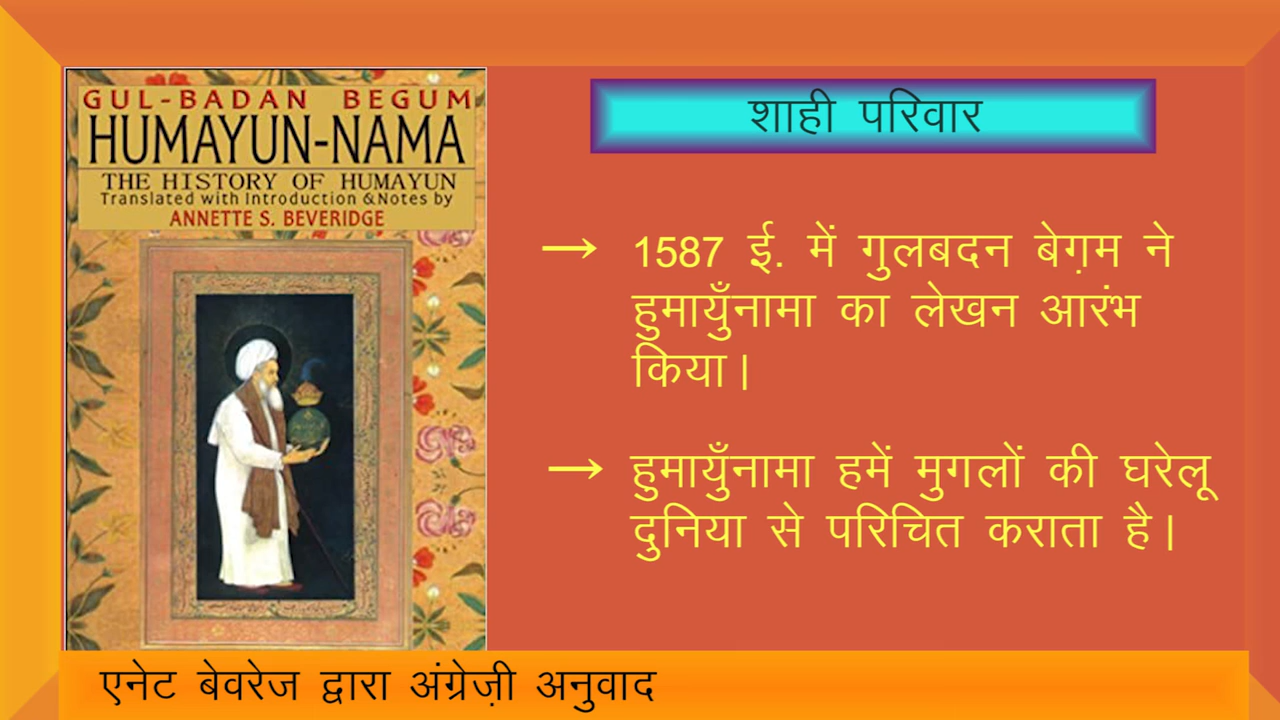 GUL-BADAN BEGUM
HUMAYUN-NAMA
THE HISTORY OF HUMAYUN
Translated with Introduction & Notes by
ANNETTE S. BEVERIDGE
शाही परिवार
→ 1587 ई. में गुलबदन बेग़म ने
हुमायुँनामा का लेखन आरंभ
किया।
→ हुमायुँनामा हमें मुगलों की घरेलू
दुनिया से परिचित कराता है।
एनेट बेवरेज द्वारा अंग्रेज़ी अनुवाद